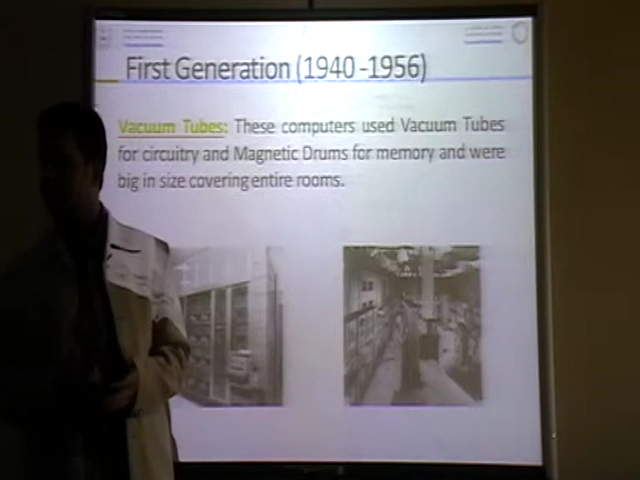 First Generation (1940 -1956)
Vacuum Tubes: These computers used Vacuum Tubes
for circuitry and Magnetic Drums for memory and were
big in size covering entire rooms.